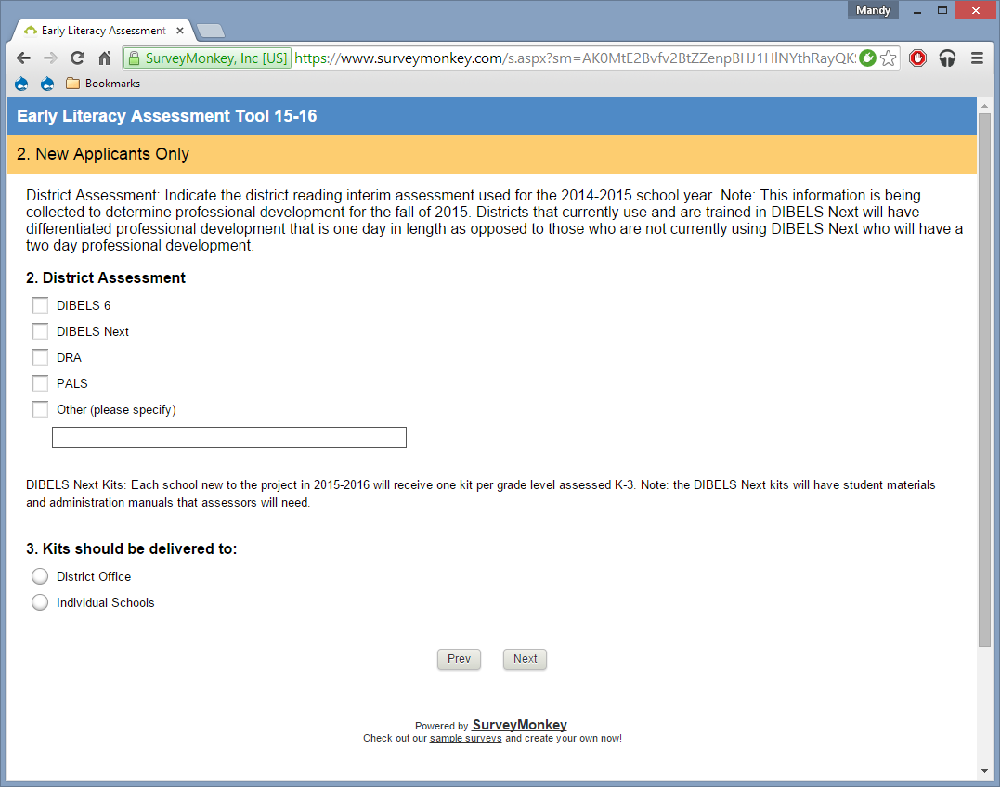 Mandy
Early Literacy Assessment
SurveyMonkey, Inc [US] https://www.surveymonkey.com/s.aspx?sm=AK0MtE2Bvfv2BtZZenpBHJ1HlNYthRayQK
Bookmarks
Early Literacy Assessment Tool 15-16
2. New Applicants Only
District Assessment: Indicate the district reading interim assessment used for the 2014-2015 school year. Note: This information is being
collected to determine professional development for the fall of 2015. Districts that currently use and are trained in DIBELS Next will have
differentiated professional development that is one day in length as opposed to those who are not currently using DIBELS Next who will have a
two day professional development.
2. District Assessment
DIBELS 6
DIBELS Next
DRA
PALS
Other (please specify)
DIBELS Next Kits: Each school new to the project in 2015-2016 will receive one kit per grade level assessed K-3. Note: the DIBELS Next kits will have student materials
and administration manuals that assessors will need.
3. Kits should be delivered to:
District Office
Individual Schools
Prev Next
Powered by SurveyMonkey
Check out our sample surveys and create your own now!